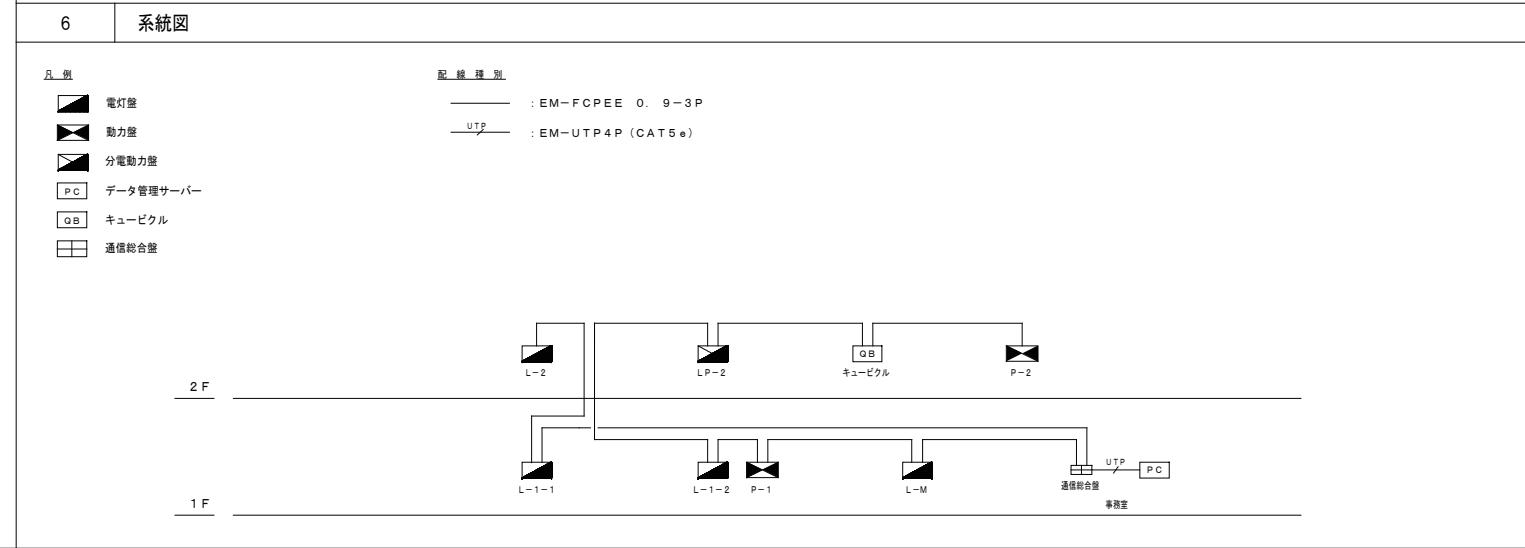 6 系統図
凡 例
電灯盤
動力盤
分電動力盤
PC データ管理サーバー
QB キュービクル
通信総合盤
配 線 種 別
:EM−FCPEE 0. 9−3P
UTP :EM−UTP4P(CAT5e)
QB
L−2 LP−2 キュービクル P−2
2F
UTP PC
L−1−1 L−1−2 P−1 L−M 通信総合盤
事務室
1F